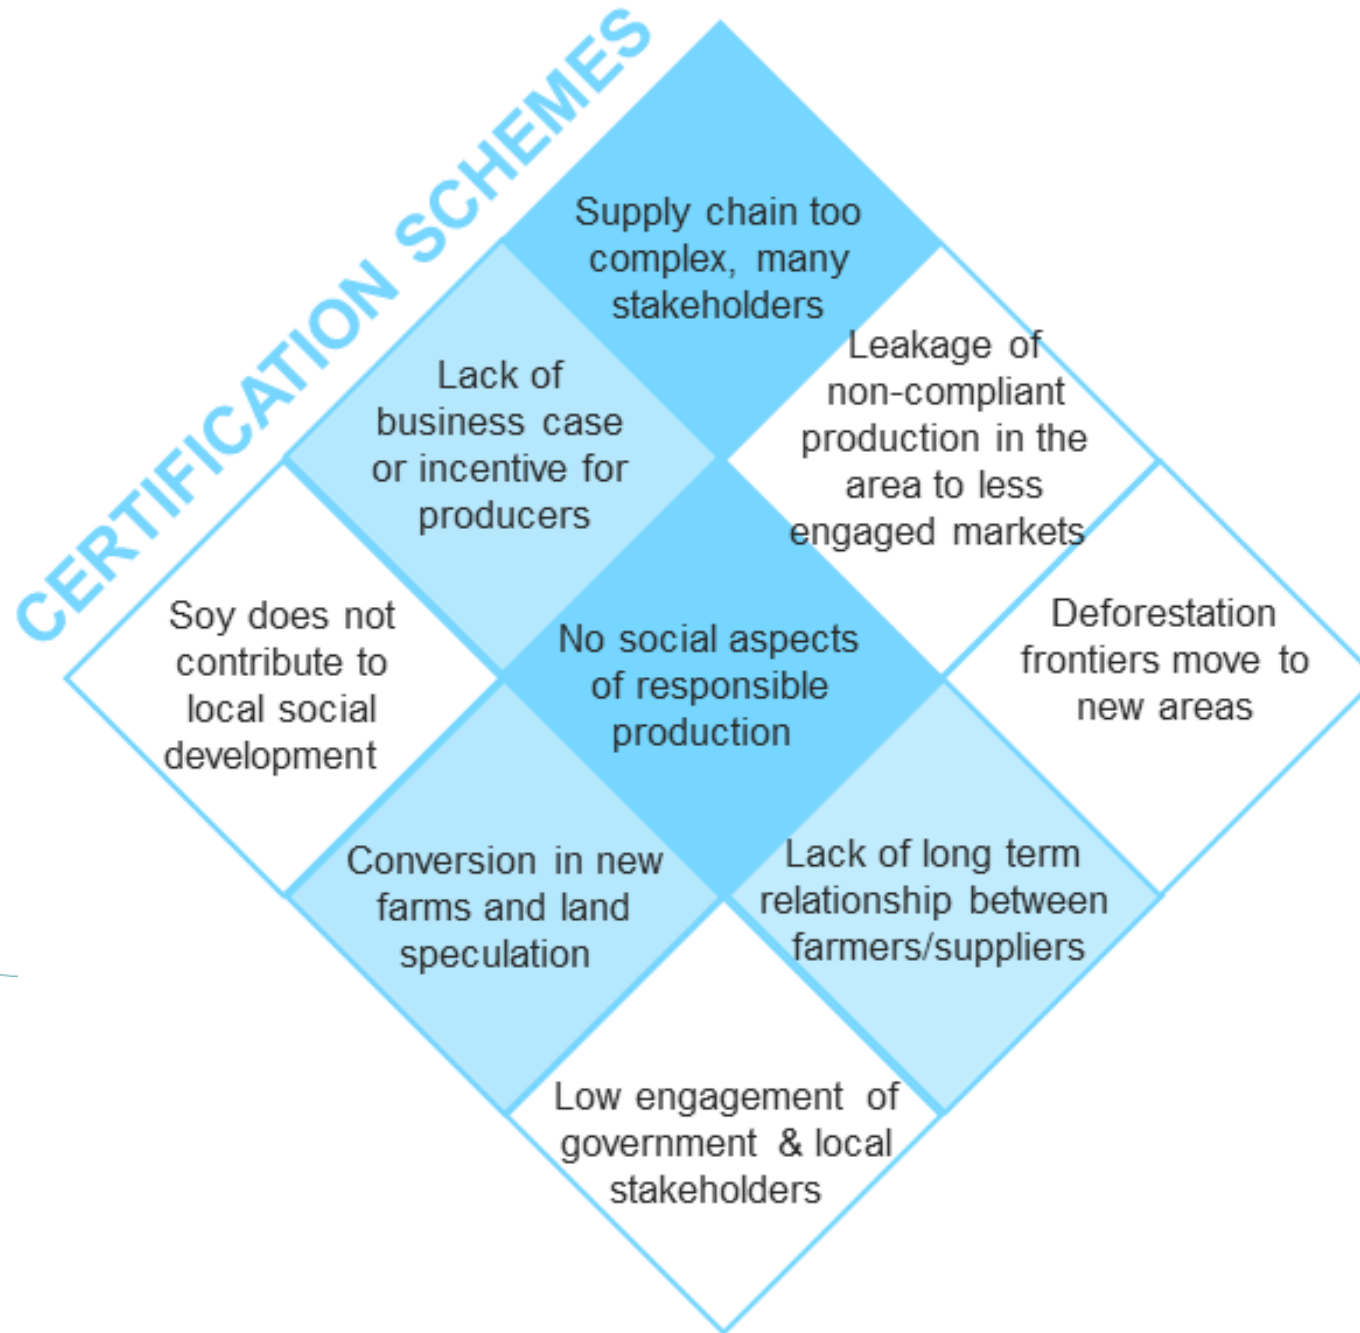 CERTIFICATION SCHEMES
Supply chain too
complex, many
stakeholders
Lack of
business case
or incentive for
producers
Leakage of
non-compliant
production in the
area to less
engaged markets
Soy does not
contribute to
local social
development
No social aspects
of responsible
production
Deforestation
frontiers move to
new areas
Conversion in new
farms and land
speculation
Lack of long term
relationship between
farmers/suppliers
Low engagement of
government & local
stakeholders